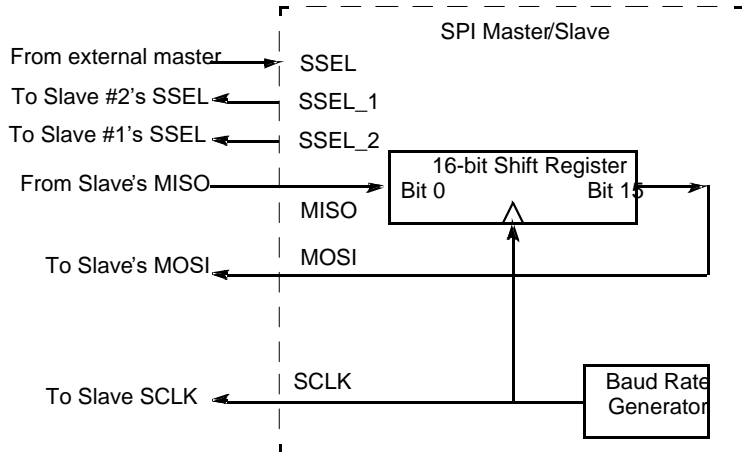 SPI Master/Slave
From external master
SSEL
To Slave #2's SSEL
SSEL_1
To Slave #1's SSEL
SSEL_2
16-bit Shift Register
From Slave's MISO
Bit 0
Bit 15
MISO
To Slave's MOSI
MOSI
To Slave SCLK
SCLK
Baud Rate
Generator